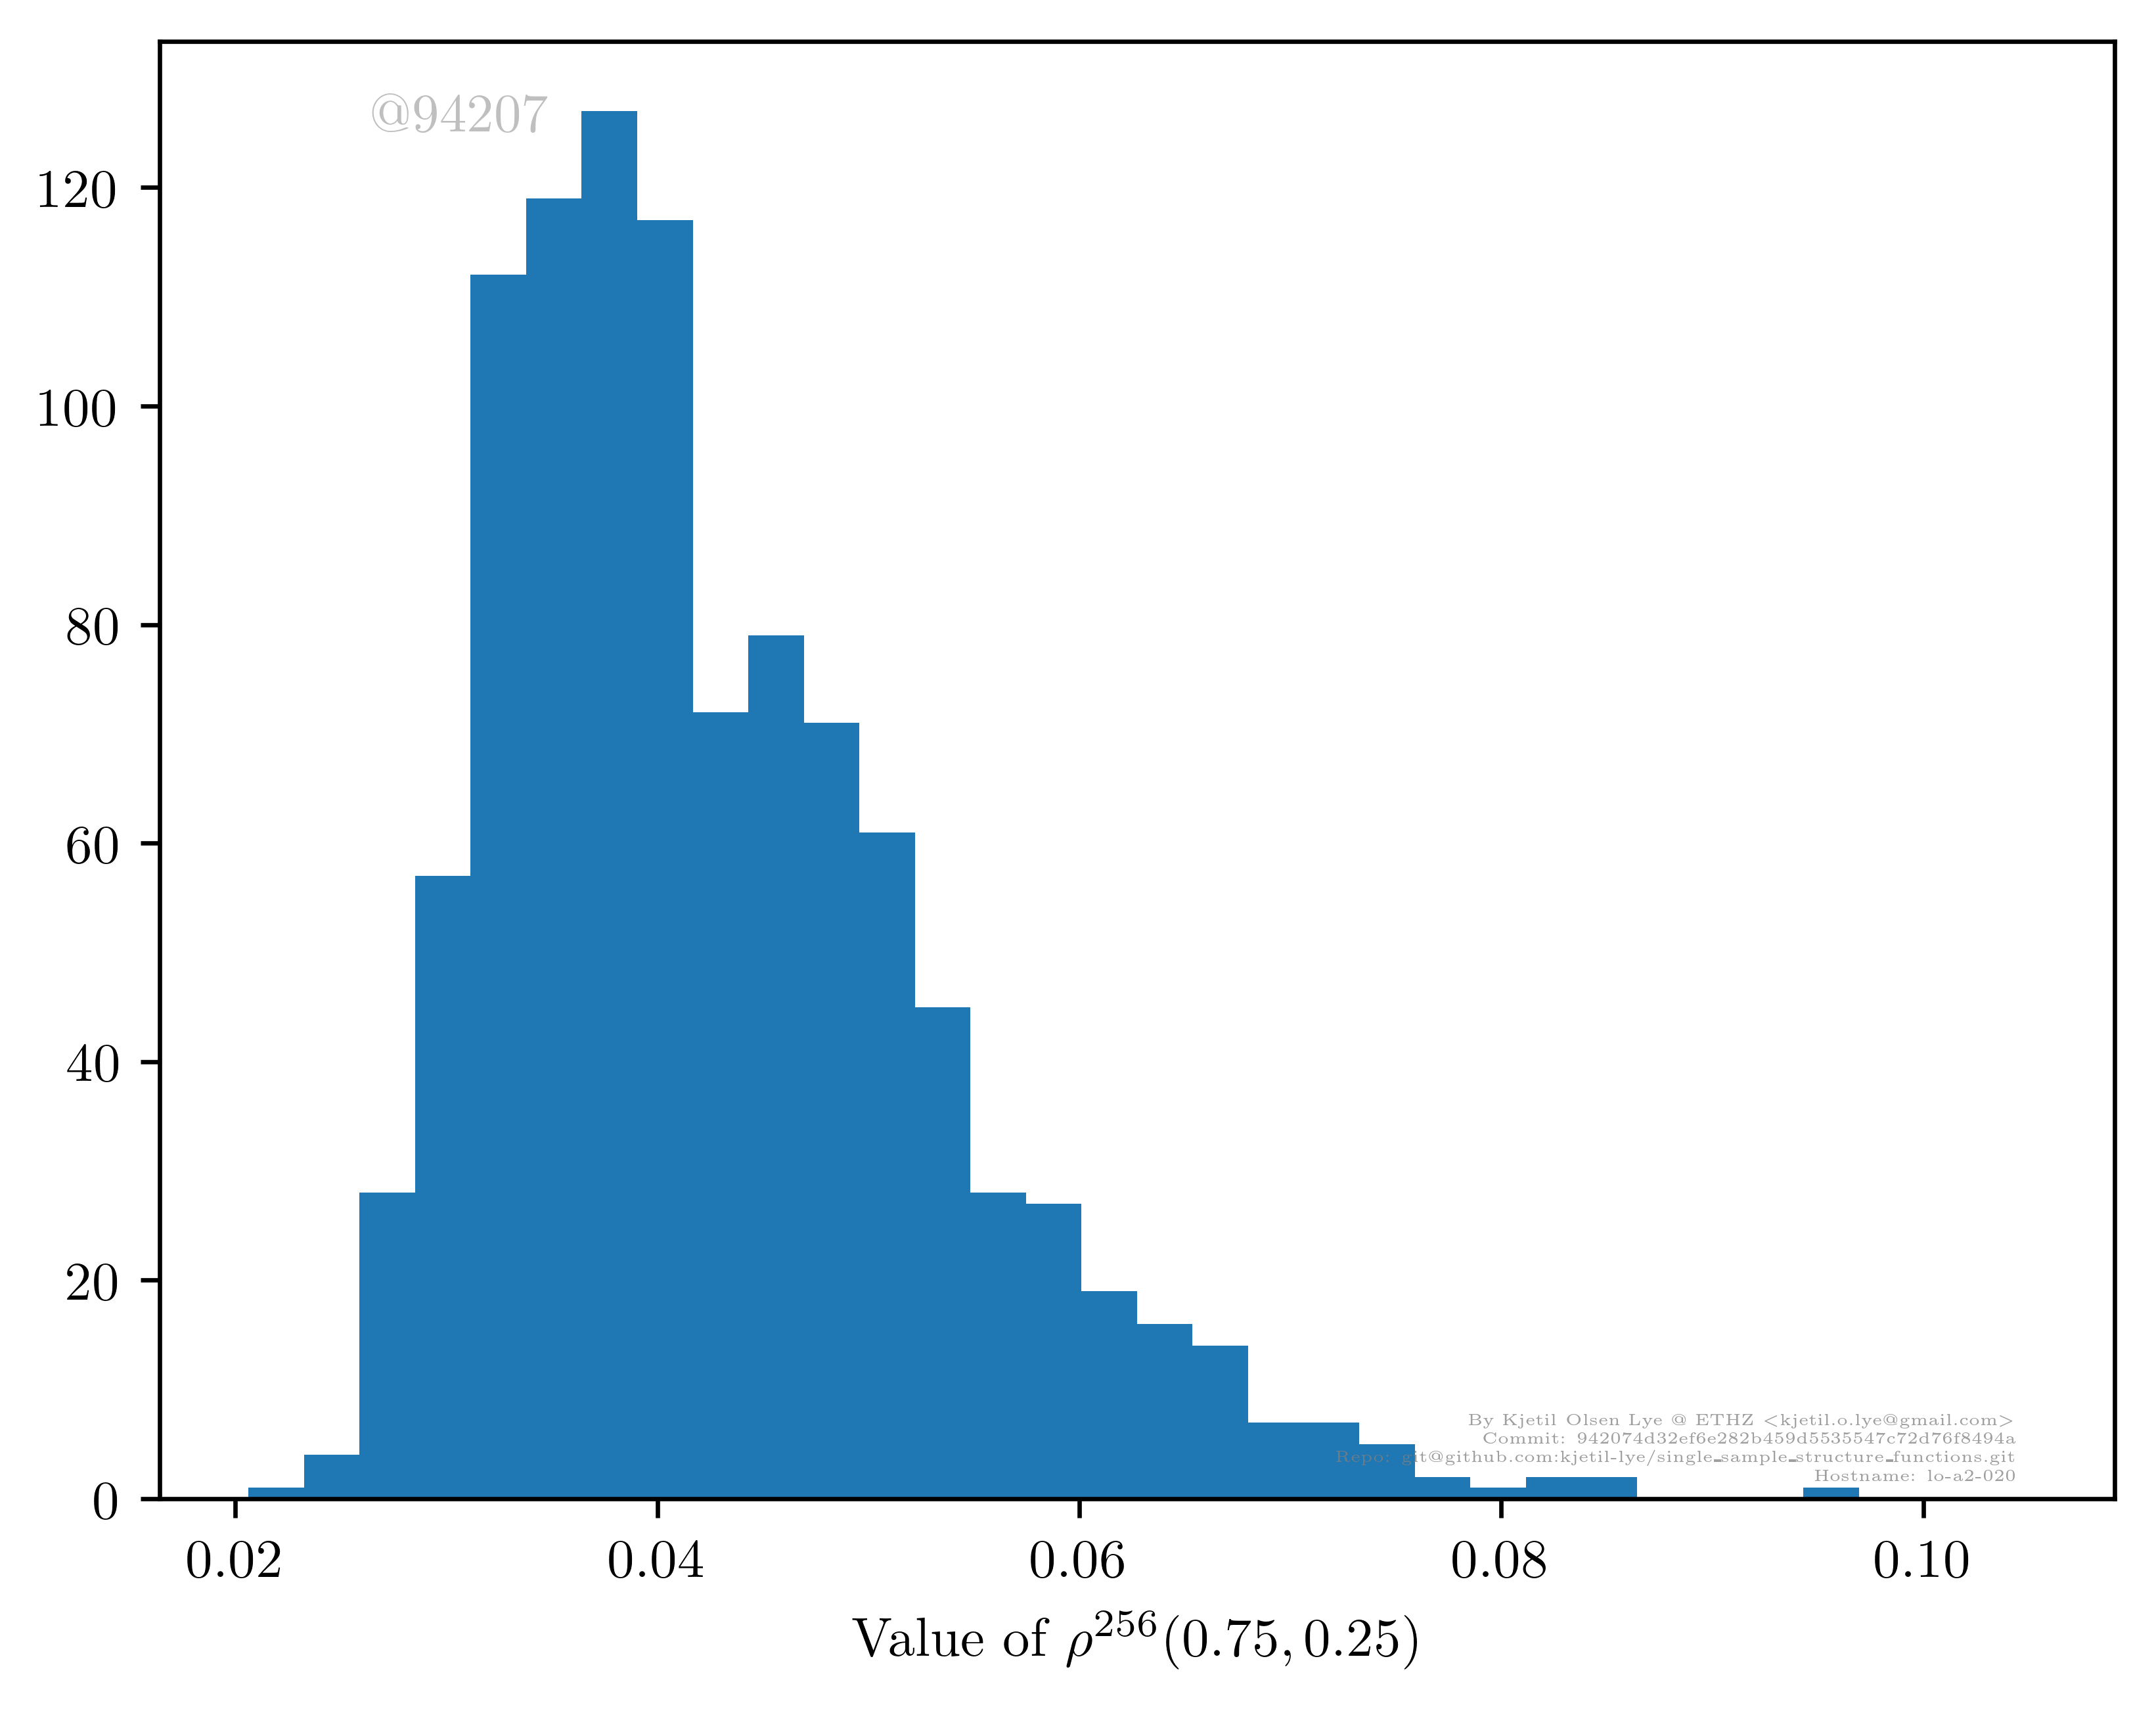 @94207
120
100
80
60
40
20
0
By Kjetil Olsen Lye @ ETHZ <kjetil.o.lye@gmail.com>
Commit: 942074d32ef6e282b459d5535547c72d76f8494a
Repo: git@github.com:kjetil-lye/single_sample_structure_functions.git
Hostname: lo-a2-020
0.02 0.04 0.06 0.08 0.10
Value of ρ²⁵⁶(0.75, 0.25)